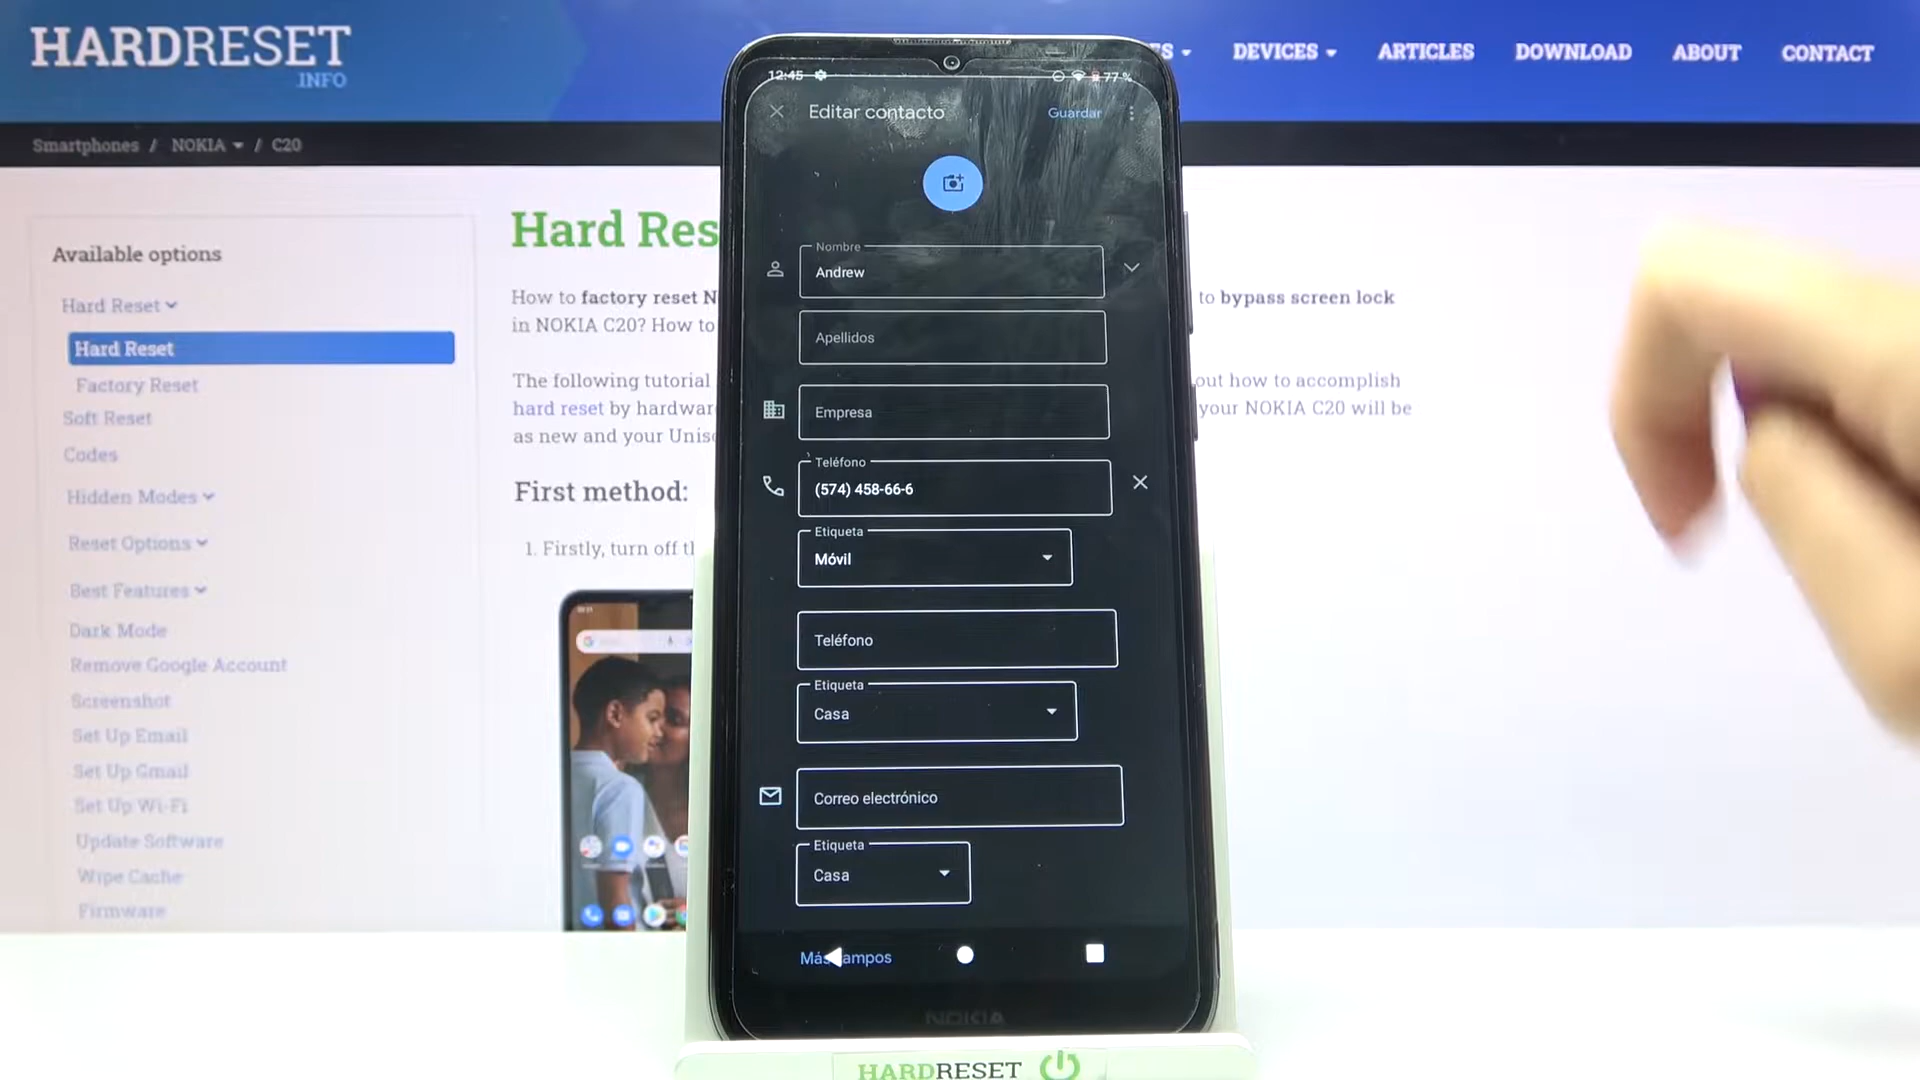 HARDRESET
.INFO
ES
DEVICES
ARTICLES
DOWNLOAD
ABOUT
CONTACT
Smartphones / NOKIA / C20
Available options
Hard Reset
Hard Reset
Factory Reset
Soft Reset
Codes
Hidden Modes
Reset Options
Best Features
Dark Mode
Remove Google Account
Screenshot
Set Up Email
Set Up Gmail
Set Up Wi-Fi
Update Software
Wipe Cache
Firmware
Hard Res
How to factory reset N to bypass screen lock
in NOKIA C20? How to
The following tutorial out how to accomplish
hard reset by hardwar your NOKIA C20 will be
as new and your Unisc
First method:
1. Firstly, turn off th
12:45 77 %
Editar contacto Guardar
Nombre
Andrew
Apellidos
Empresa
Teléfono
(574) 458-66-6
Etiqueta
Móvil
Teléfono
Etiqueta
Casa
Correo electrónico
Etiqueta
Casa
Más ampos
NOKIA
HARDRESET